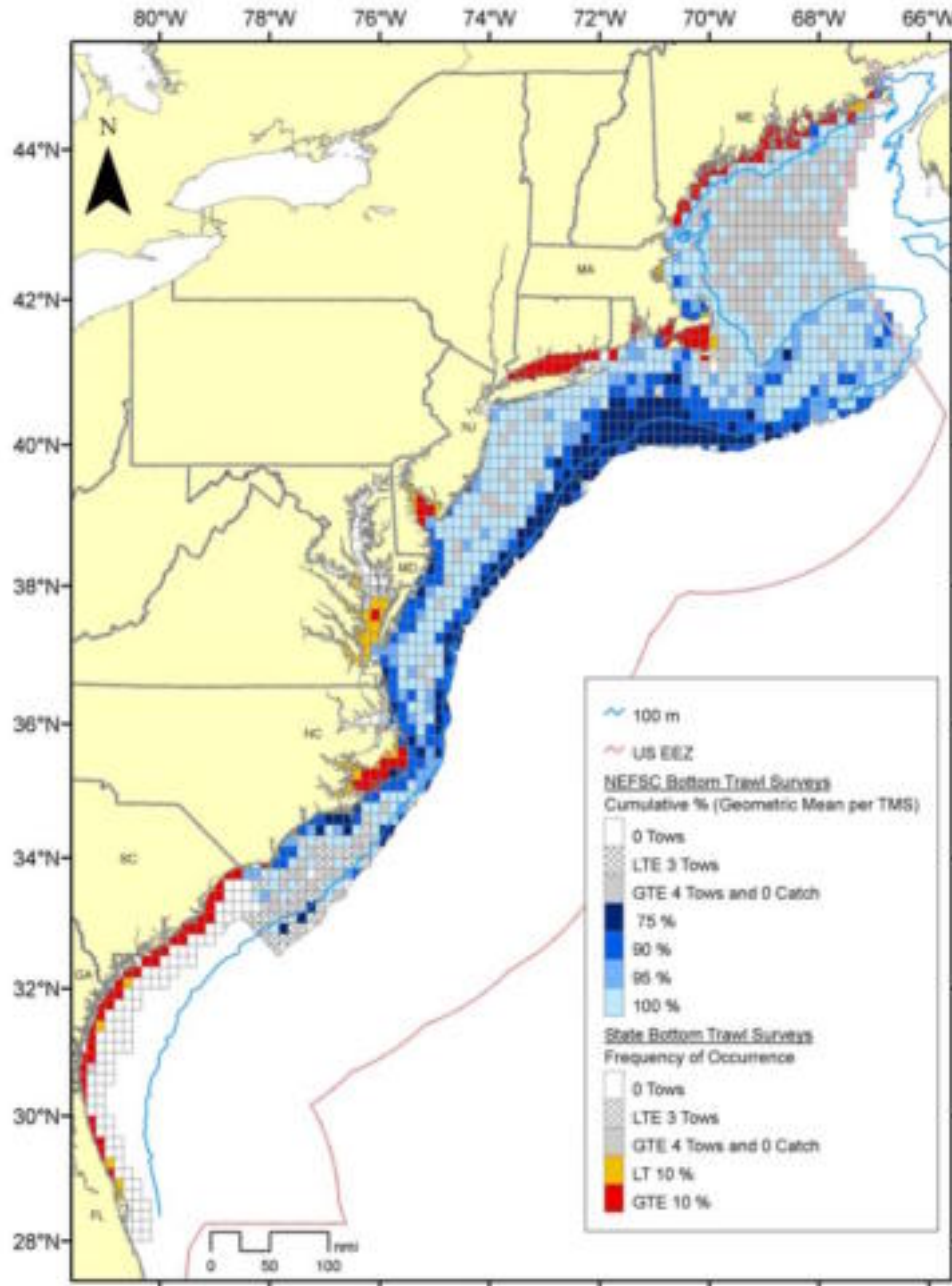 80°W 78°W 76°W 74°W 72°W 70°W 68°W 66°W
N
44°N
ME
42°N
MA
40°N
NJ
DE
38°N
MD
36°N
NC
34°N
SC
32°N
GA
30°N
FL
28°N
0 50 100 nmi
100 m
US EEZ
NEFSC Bottom Trawl Surveys
Cumulative % (Geometric Mean per TMS)
0 Tows
LTE 3 Tows
GTE 4 Tows and 0 Catch
75 %
90 %
95 %
100 %
State Bottom Trawl Surveys
Frequency of Occurrence
0 Tows
LTE 3 Tows
GTE 4 Tows and 0 Catch
LT 10 %
GTE 10 %